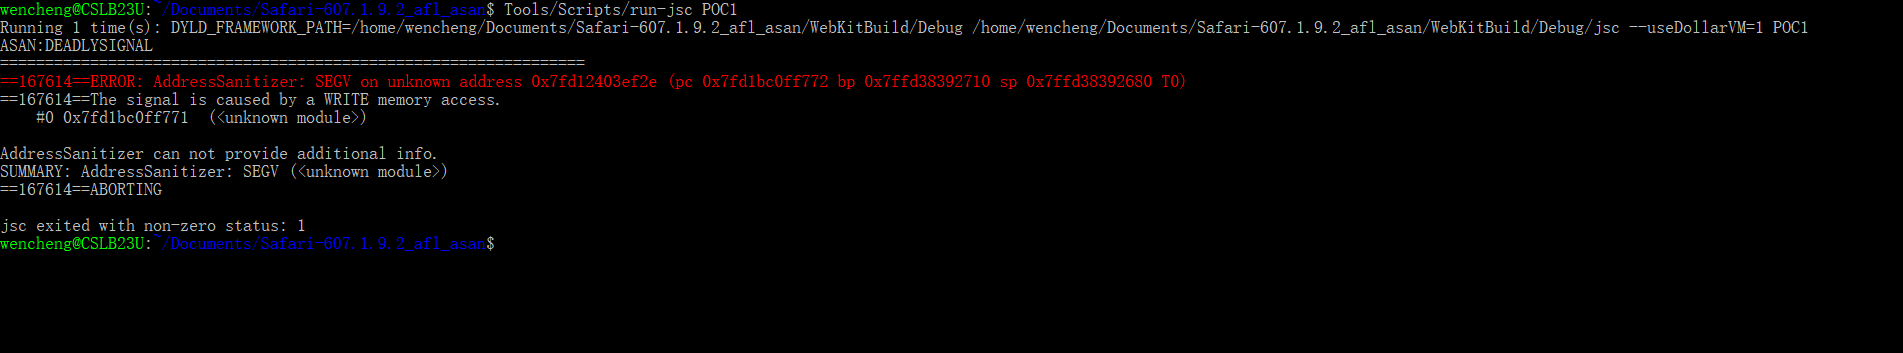 wencheng@CSLB23U:~/Documents/Safari-607.1.9.2_afl_asan$ Tools/Scripts/run-jsc POC1
Running 1 time(s): DYLD_FRAMEWORK_PATH=/home/wencheng/Documents/Safari-607.1.9.2_afl_asan/WebKitBuild/Debug /home/wencheng/Documents/Safari-607.1.9.2_afl_asan/WebKitBuild/Debug/jsc --useDollarVM=1 POC1
ASAN:DEADLYSIGNAL
=================================================================
==167614==ERROR: AddressSanitizer: SEGV on unknown address 0x7fd12403ef2e (pc 0x7fd1bc0ff772 bp 0x7ffd38392710 sp 0x7ffd38392680 T0)
==167614==The signal is caused by a WRITE memory access.
    #0 0x7fd1bc0ff771  (<unknown module>)

AddressSanitizer can not provide additional info.
SUMMARY: AddressSanitizer: SEGV (<unknown module>)
==167614==ABORTING

jsc exited with non-zero status: 1
wencheng@CSLB23U:~/Documents/Safari-607.1.9.2_afl_asan$